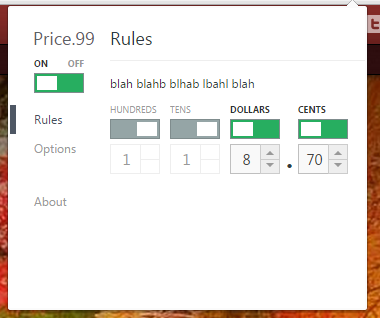 Price.99
ON OFF
Rules
Options
About
Rules
blah blahb blhab lbahl blah
HUNDREDS TENS DOLLARS CENTS
1 1 8 . 70